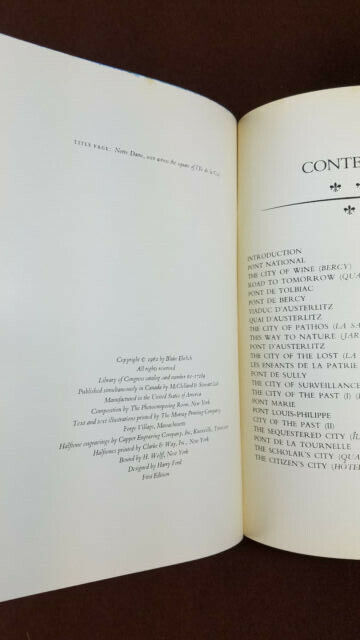 TITLE PAGE: Notre Dame, seen across the square of l'Île de la Cité
Copyright © 1962 by Blake Ehrlich
All rights reserved
Library of Congress catalog card number
Published simultaneously in Canada by McClelland & Stewart Ltd.
Manufactured in the United States of America
Composition by The Photocomposing Room, New York
Text and text illustrations printed by The Murray Printing Company,
Forge Village, Massachusetts
Halftone engravings by Capper Engraving Company, Inc, Knoxville, Tennessee
Halftones printed by Clarke & Way, Inc., New York
Bound by H. Wolff, New York
Designed by Harry Ford
First Edition
CONTE
INTRODUCTION
PONT NATIONAL
THE CITY OF WINE (BERCY)
ROAD TO TOMORROW (QUA
PONT DE TOLBIAC
PONT DE BERCY
VIADUC D'AUSTERLITZ
QUAI D'AUSTERLITZ
THE CITY OF PATHOS (LA SA
THIS WAY TO NATURE (JAR
PONT D'AUSTERLITZ
THE CITY OF THE LOST (LA
LES ENFANTS DE LA PATRIE
PONT DE SULLY
THE CITY OF SURVEILLANCE
THE CITY OF THE PAST (I) (
PONT MARIE
PONT LOUIS-PHILIPPE
CITY OF THE PAST (II)
THE SEQUESTERED CITY (ÎL
PONT DE LA TOURNELLE
THE SCHOLAR'S CITY (QUA
THE CITIZEN'S CITY (HÔTE